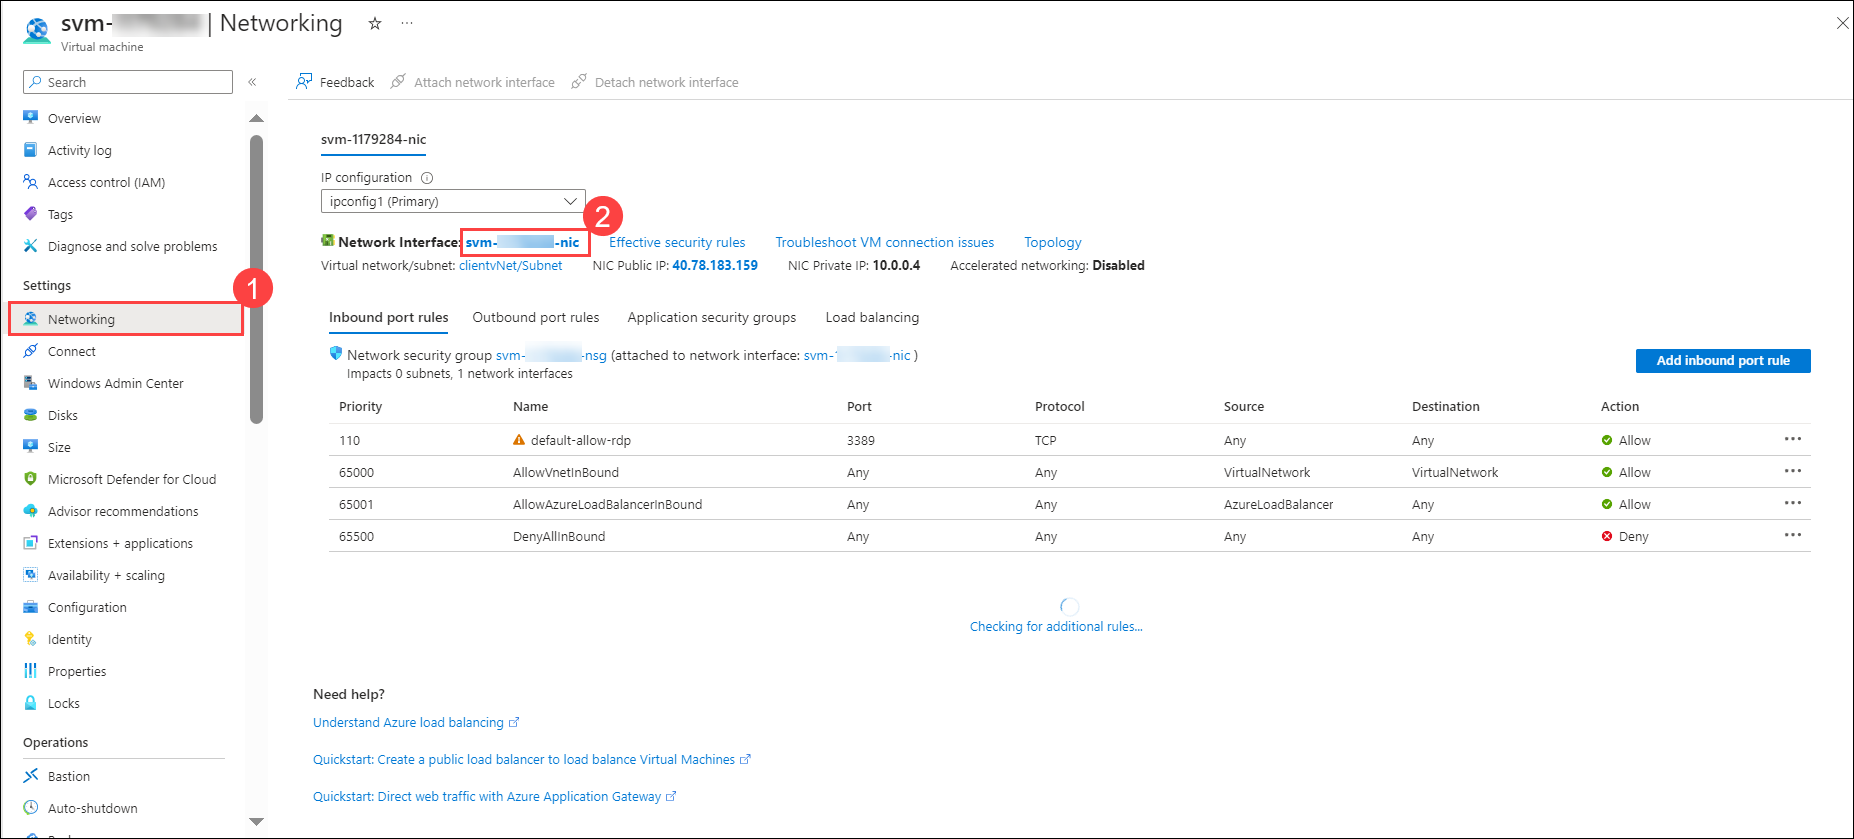 svm- | Networking
Virtual machine
Search
Feedback Attach network interface Detach network interface
Overview
Activity log
Access control (IAM)
Tags
Diagnose and solve problems
Settings
1
Networking
Connect
Windows Admin Center
Disks
Size
Microsoft Defender for Cloud
Advisor recommendations
Extensions + applications
Availability + scaling
Configuration
Identity
Properties
Locks
Operations
Bastion
Auto-shutdown
svm-1179284-nic
IP configuration
ipconfig1 (Primary)
2
Network Interface: svm- -nic Effective security rules Troubleshoot VM connection issues Topology
Virtual network/subnet: clientvNet/Subnet NIC Public IP: 40.78.183.159 NIC Private IP: 10.0.0.4 Accelerated networking: Disabled
Inbound port rules Outbound port rules Application security groups Load balancing
Network security group svm- -nsg (attached to network interface: svm-1 -nic )
Impacts 0 subnets, 1 network interfaces
Add inbound port rule
Priority Name Port Protocol Source Destination Action
110 default-allow-rdp 3389 TCP Any Any Allow
65000 AllowVnetInBound Any Any VirtualNetwork VirtualNetwork Allow
65001 AllowAzureLoadBalancerInBound Any Any AzureLoadBalancer Any Allow
65500 DenyAllInBound Any Any Any Any Deny
Checking for additional rules...
Need help?
Understand Azure load balancing
Quickstart: Create a public load balancer to load balance Virtual Machines
Quickstart: Direct web traffic with Azure Application Gateway